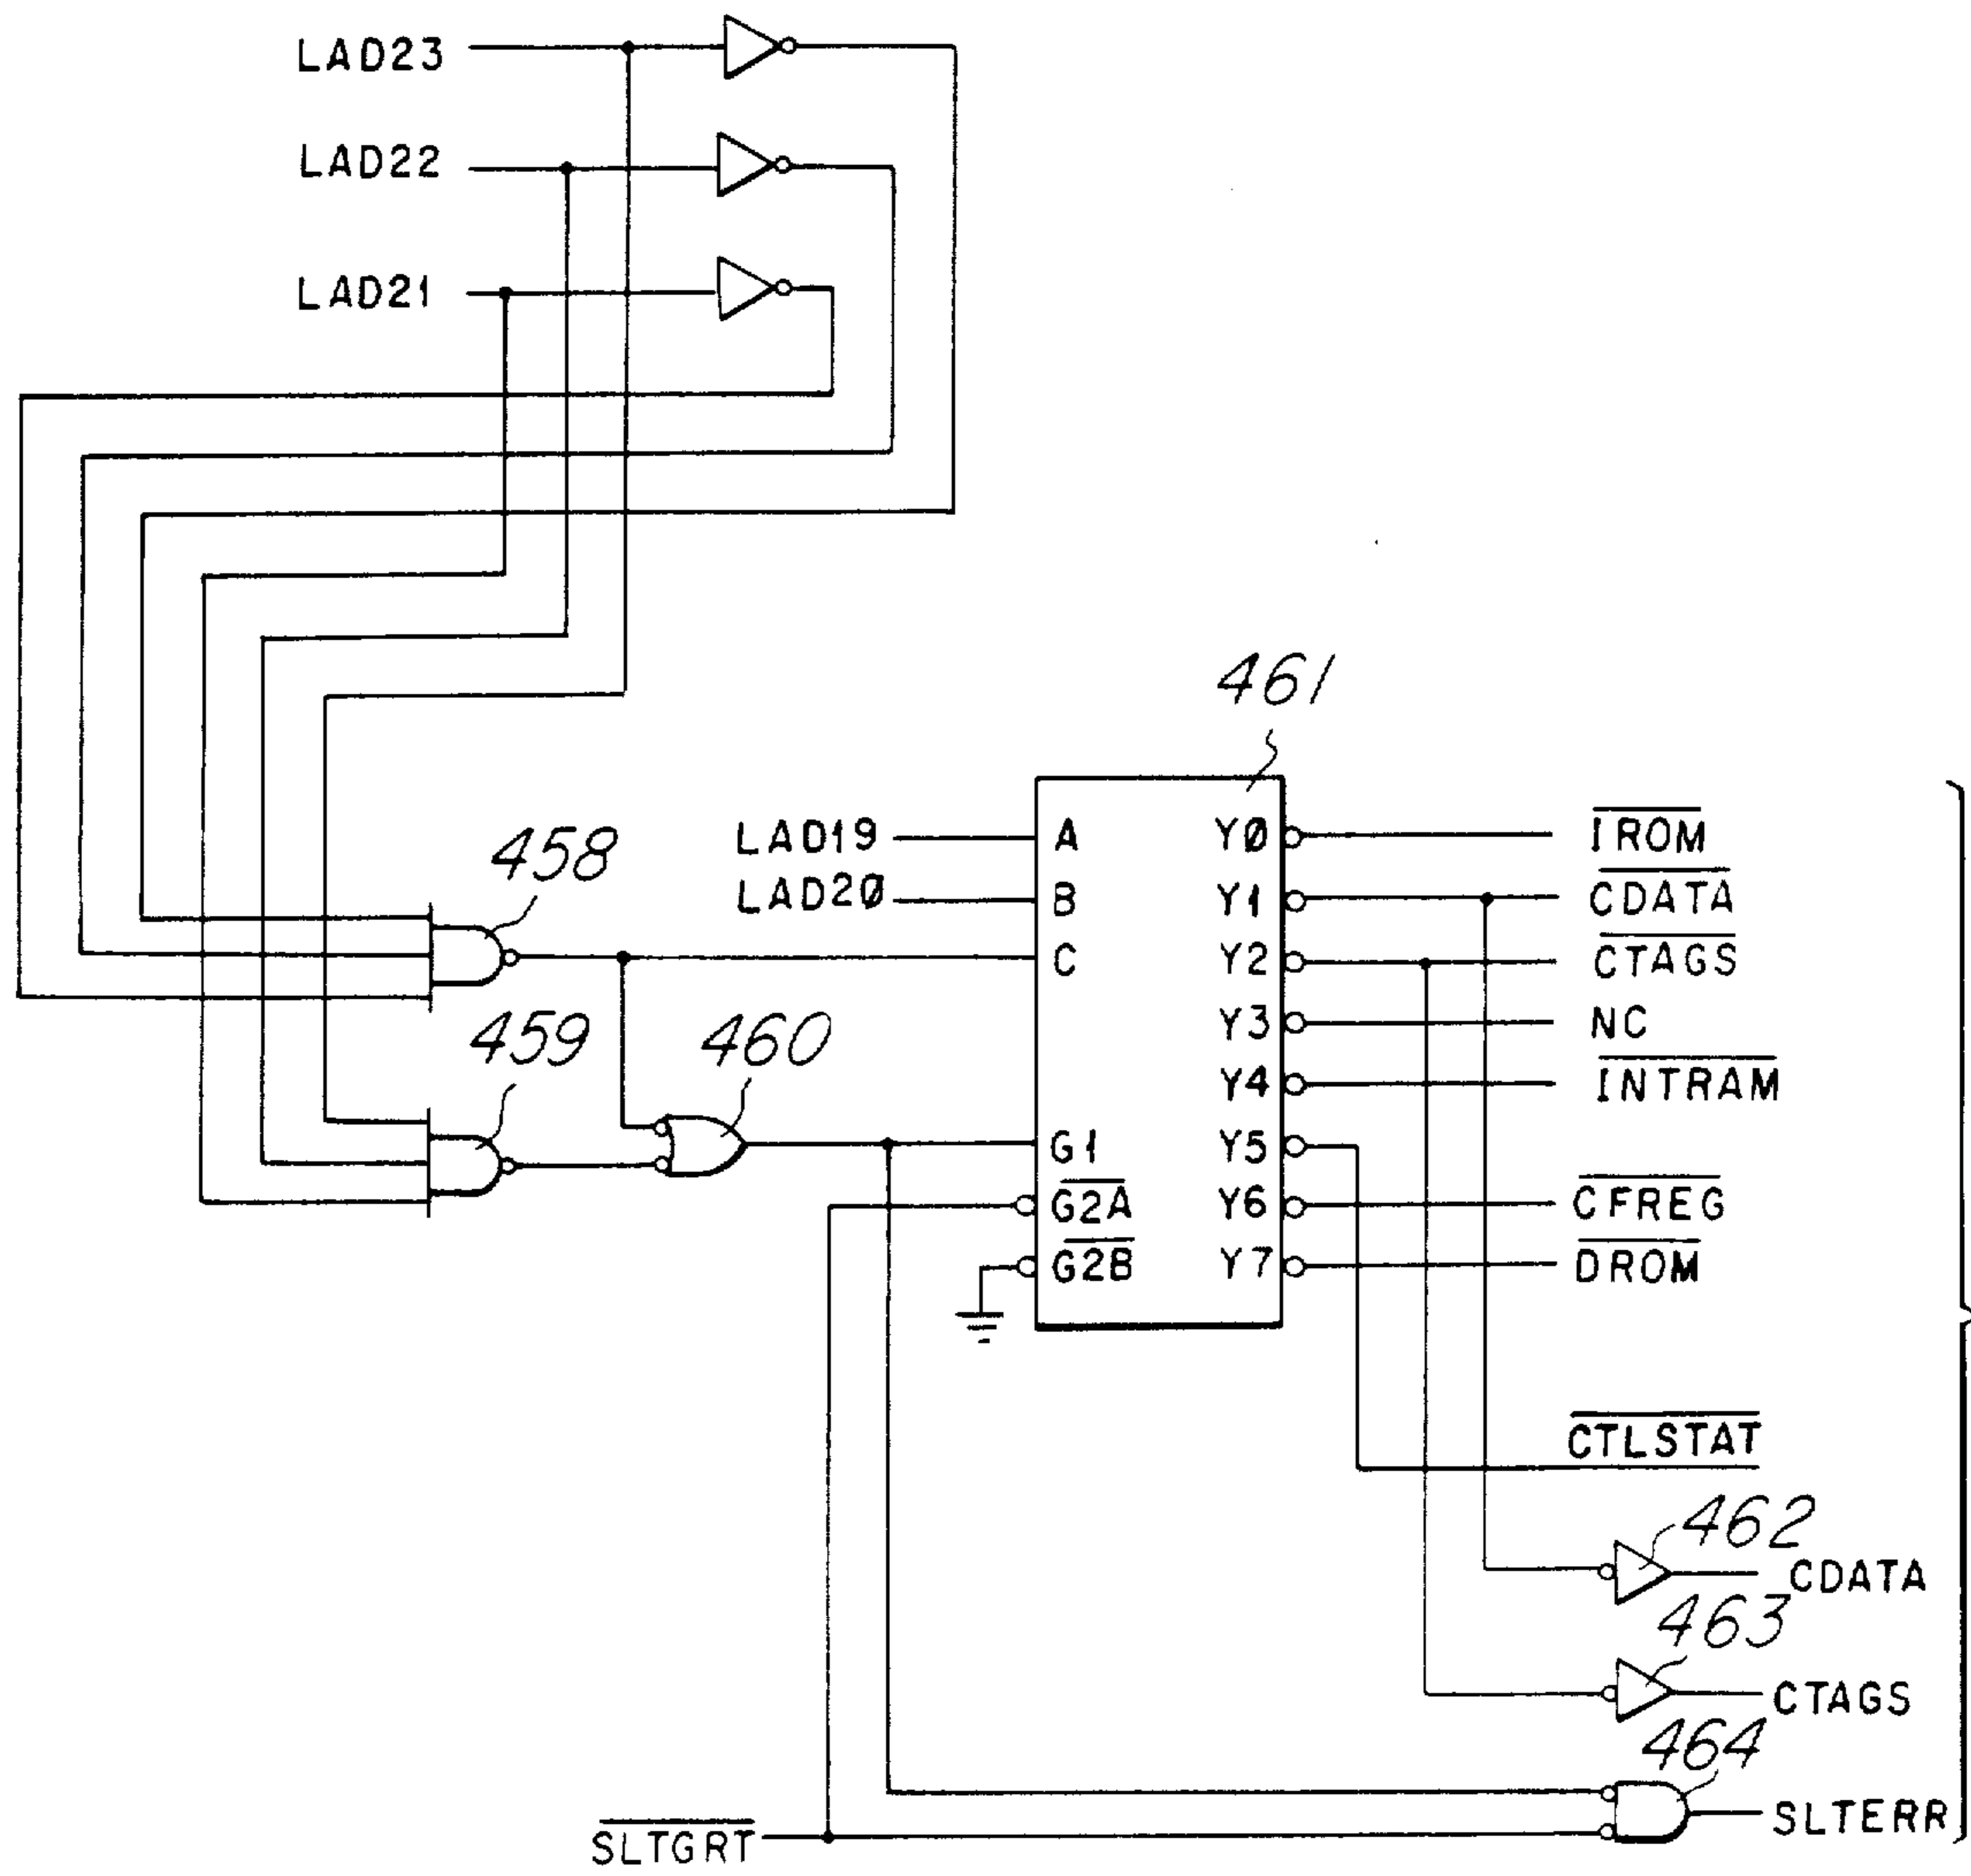 LAD23
LAD22
LAD21
461
458
LAD19
LAD20
A
B
C
G1
G2A
G2B
Y0
Y1
Y2
Y3
Y4
Y5
Y6
Y7
IROM
CDATA
CTAGS
NC
INTRAM
CFREG
DROM
459
460
CTLSTAT
462
CDATA
463
CTAGS
464
SLTERR
SLTGRT